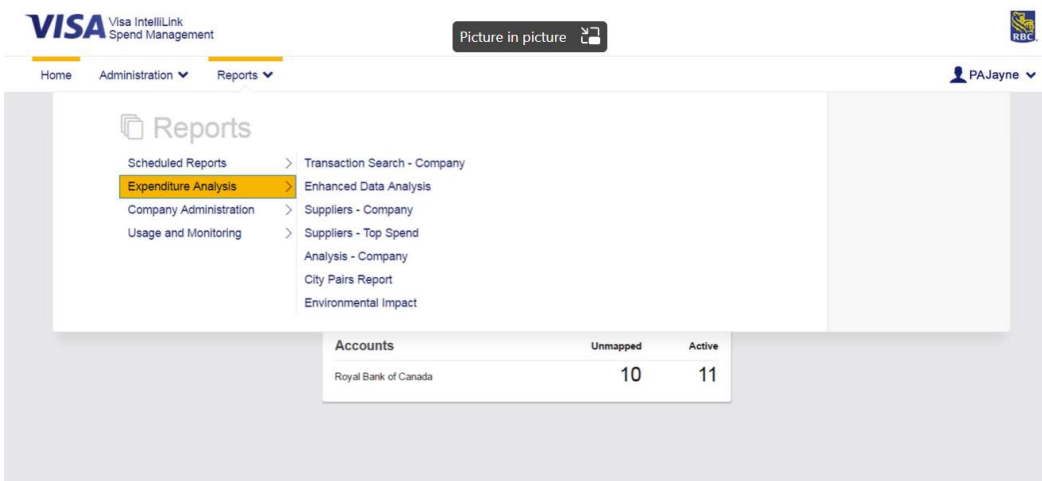 VISA Visa IntelliLink
Spend Management
Picture in picture
RBC
Home Administration Reports PAJayne
Reports
Scheduled Reports
Expenditure Analysis
Company Administration
Usage and Monitoring
Transaction Search - Company
Enhanced Data Analysis
Suppliers - Company
Suppliers - Top Spend
Analysis - Company
City Pairs Report
Environmental Impact
Accounts Unmapped Active
Royal Bank of Canada 10 11